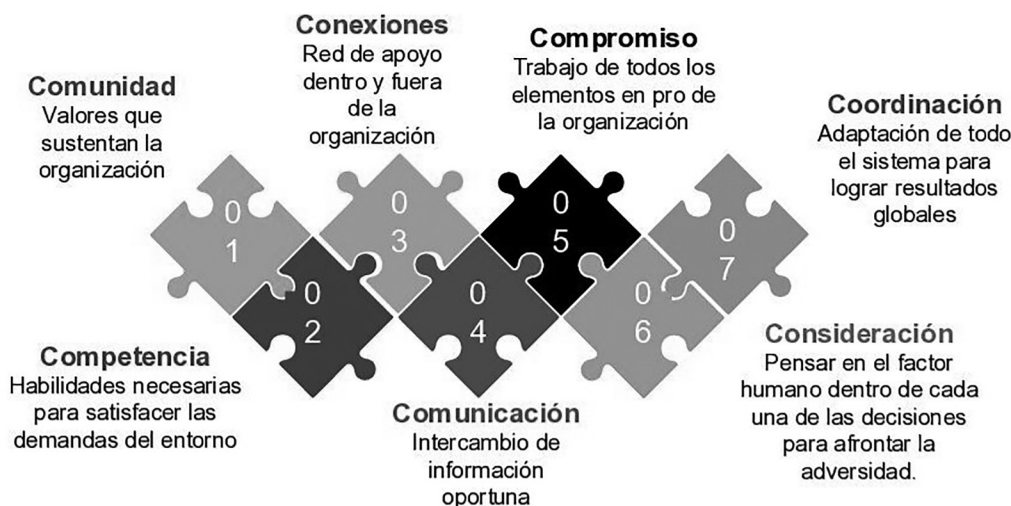 Comunidad
Valores que
sustentan la
organización
Conexiones
Red de apoyo
dentro y fuera
de la
organización
Compromiso
Trabajo de todos los
elementos en pro de
la organización
Coordinación
Adaptación de todo
el sistema para
lograr resultados
globales
0
1
0
2
0
3
0
4
0
5
0
6
0
7
Competencia
Habilidades necesarias
para satisfacer las
demandas del entorno
Comunicación
Intercambio de
información
oportuna
Consideración
Pensar en el factor
humano dentro de cada
una de las decisiones
para afrontar la
adversidad.